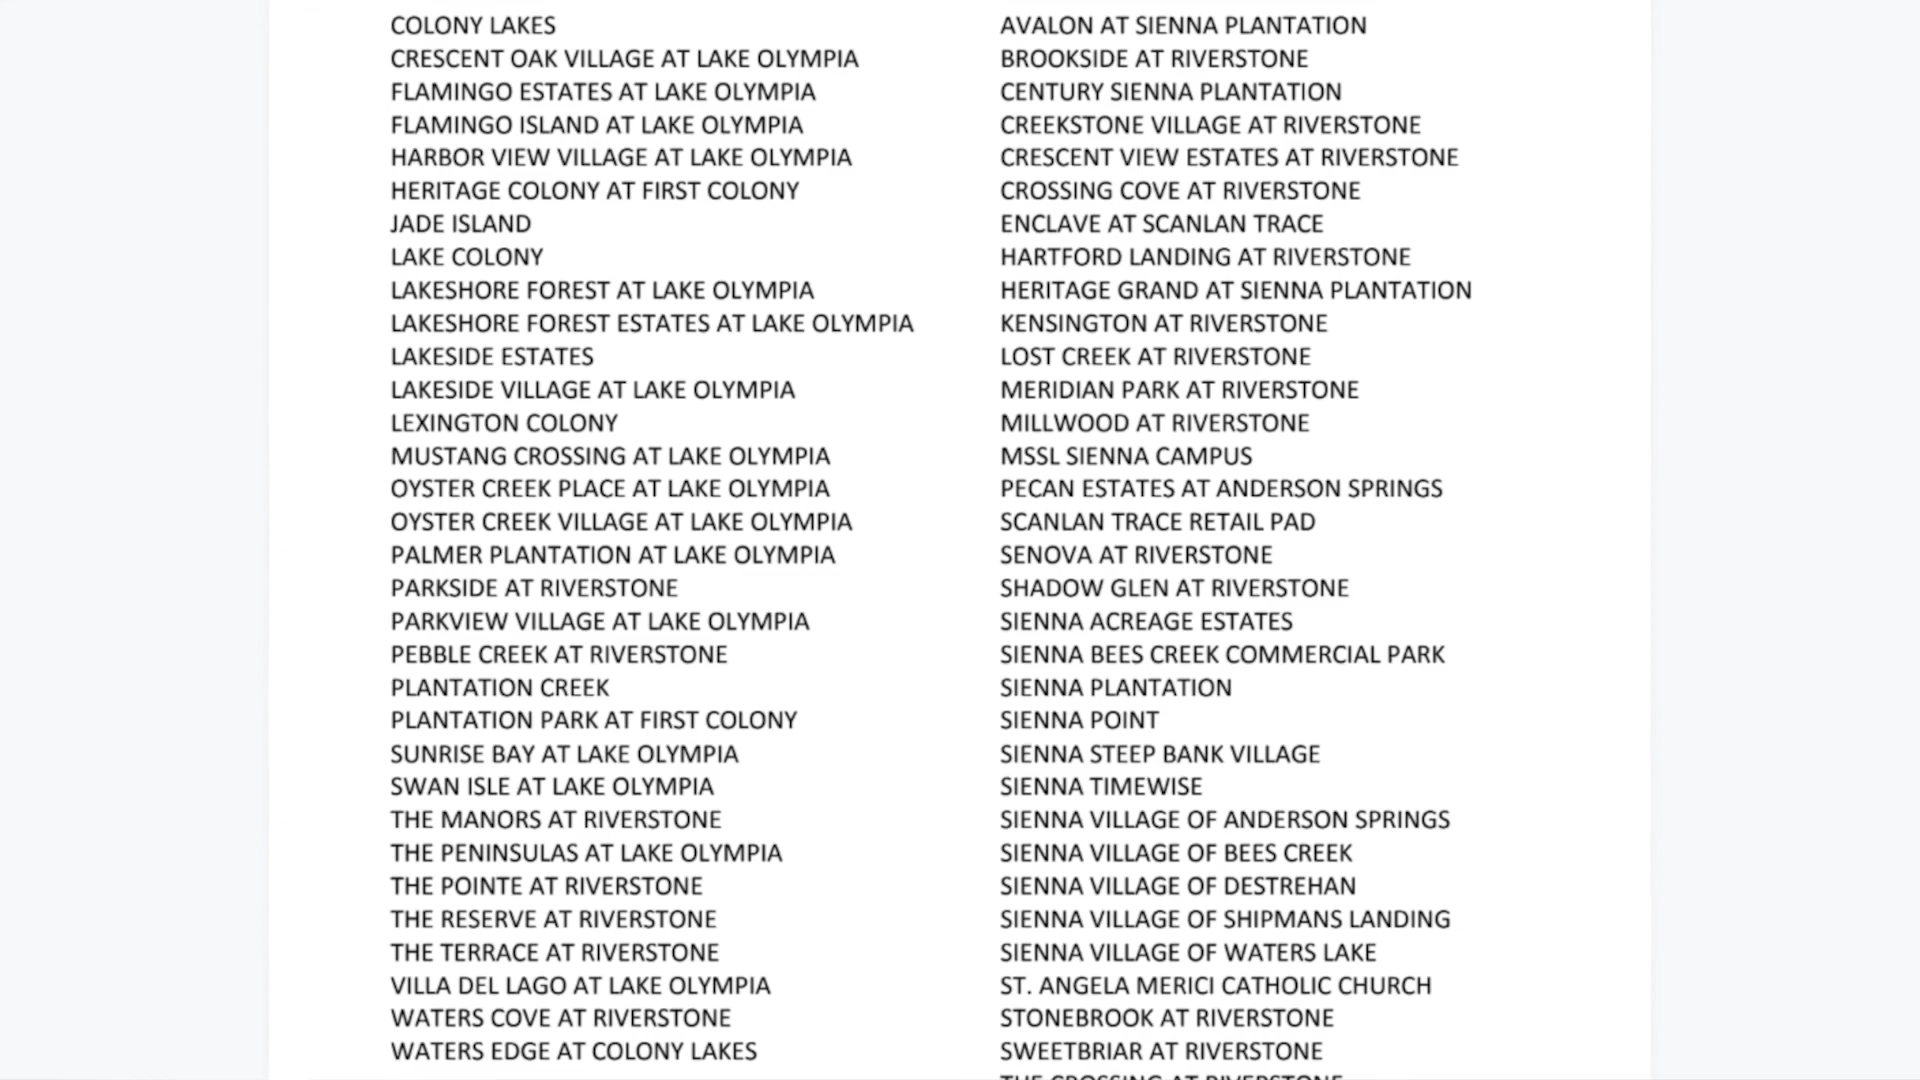 COLONY LAKES
CRESCENT OAK VILLAGE AT LAKE OLYMPIA
FLAMINGO ESTATES AT LAKE OLYMPIA
FLAMINGO ISLAND AT LAKE OLYMPIA
HARBOR VIEW VILLAGE AT LAKE OLYMPIA
HERITAGE COLONY AT FIRST COLONY
JADE ISLAND
LAKE COLONY
LAKESHORE FOREST AT LAKE OLYMPIA
LAKESHORE FOREST ESTATES AT LAKE OLYMPIA
LAKESIDE ESTATES
LAKESIDE VILLAGE AT LAKE OLYMPIA
LEXINGTON COLONY
MUSTANG CROSSING AT LAKE OLYMPIA
OYSTER CREEK PLACE AT LAKE OLYMPIA
OYSTER CREEK VILLAGE AT LAKE OLYMPIA
PALMER PLANTATION AT LAKE OLYMPIA
PARKSIDE AT RIVERSTONE
PARKVIEW VILLAGE AT LAKE OLYMPIA
PEBBLE CREEK AT RIVERSTONE
PLANTATION CREEK
PLANTATION PARK AT FIRST COLONY
SUNRISE BAY AT LAKE OLYMPIA
SWAN ISLE AT LAKE OLYMPIA
THE MANORS AT RIVERSTONE
THE PENINSULAS AT LAKE OLYMPIA
THE POINTE AT RIVERSTONE
THE RESERVE AT RIVERSTONE
THE TERRACE AT RIVERSTONE
VILLA DEL LAGO AT LAKE OLYMPIA
WATERS COVE AT RIVERSTONE
WATERS EDGE AT COLONY LAKES
AVALON AT SIENNA PLANTATION
BROOKSIDE AT RIVERSTONE
CENTURY SIENNA PLANTATION
CREEKSTONE VILLAGE AT RIVERSTONE
CRESCENT VIEW ESTATES AT RIVERSTONE
CROSSING COVE AT RIVERSTONE
ENCLAVE AT SCANLAN TRACE
HARTFORD LANDING AT RIVERSTONE
HERITAGE GRAND AT SIENNA PLANTATION
KENSINGTON AT RIVERSTONE
LOST CREEK AT RIVERSTONE
MERIDIAN PARK AT RIVERSTONE
MILLWOOD AT RIVERSTONE
MSSL SIENNA CAMPUS
PECAN ESTATES AT ANDERSON SPRINGS
SCANLAN TRACE RETAIL PAD
SENOVA AT RIVERSTONE
SHADOW GLEN AT RIVERSTONE
SIENNA ACREAGE ESTATES
SIENNA BEES CREEK COMMERCIAL PARK
SIENNA PLANTATION
SIENNA POINT
SIENNA STEEP BANK VILLAGE
SIENNA TIMEWISE
SIENNA VILLAGE OF ANDERSON SPRINGS
SIENNA VILLAGE OF BEES CREEK
SIENNA VILLAGE OF DESTREHAN
SIENNA VILLAGE OF SHIPMANS LANDING
SIENNA VILLAGE OF WATERS LAKE
ST. ANGELA MERICI CATHOLIC CHURCH
STONEBROOK AT RIVERSTONE
SWEETBRIAR AT RIVERSTONE
THE CROSSING AT RIVERSTONE